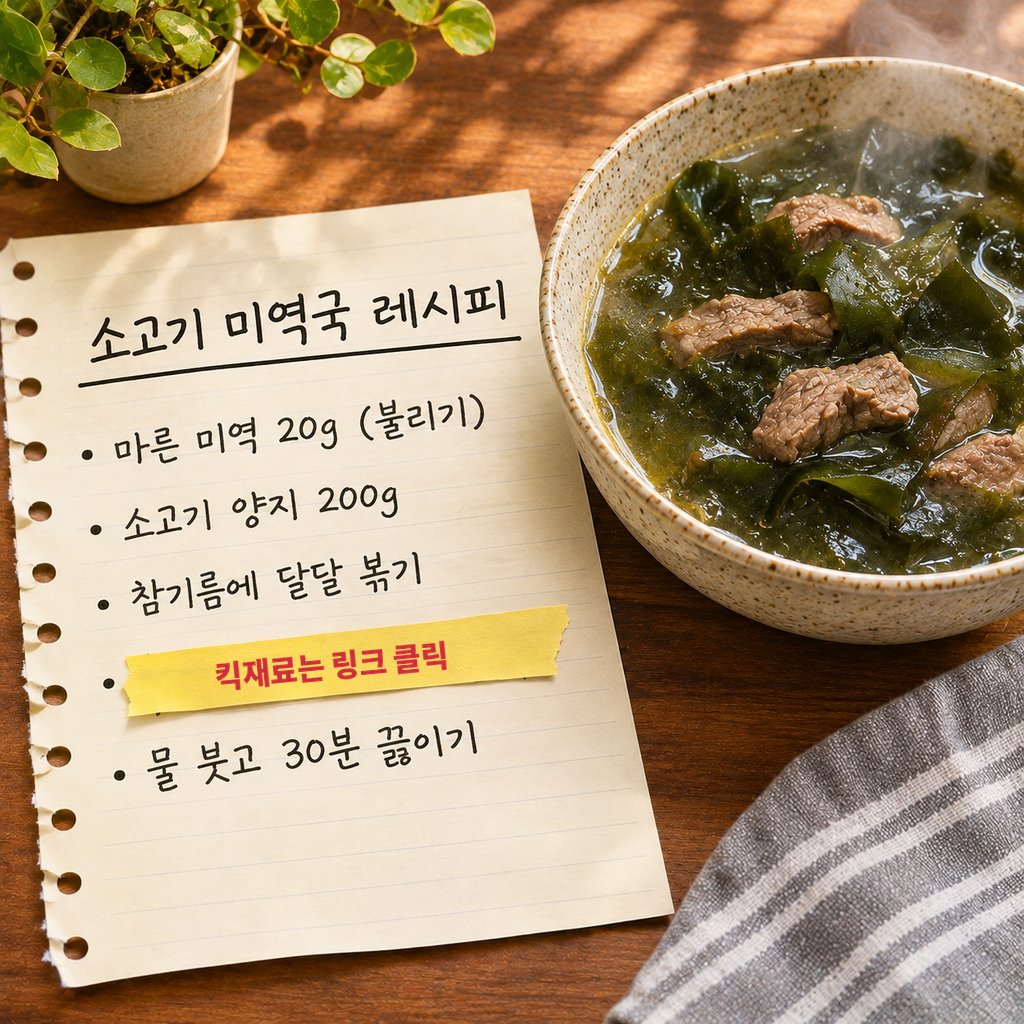 소고기 미역국 레시피
• 마른 미역 20g (불리기)
• 소고기 양지 200g
• 참기름에 달달 볶기
• 킥재료는 링크 클릭
• 물 붓고 30분 끓이기